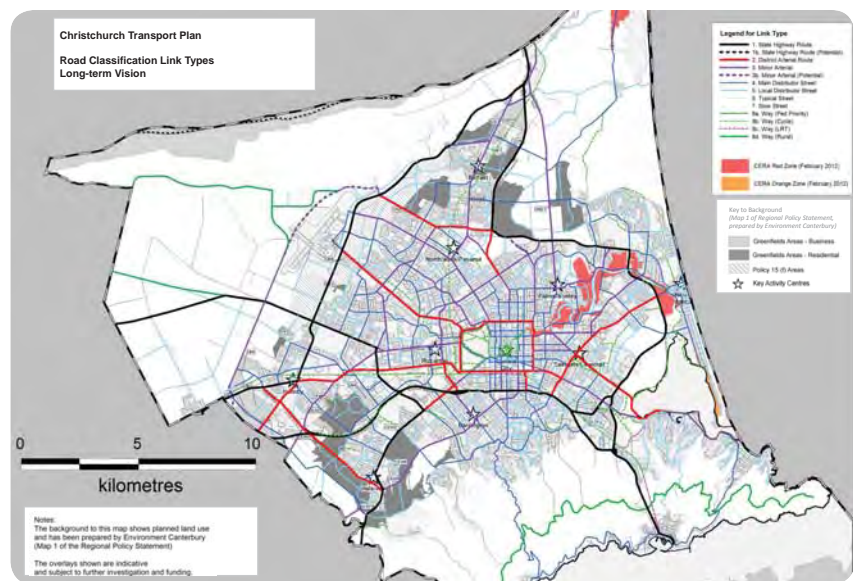 Christchurch Transport Plan
Road Classification Link Types
Long-term Vision
Legend for Link Type
1. State Highway Route
1b. State Highway Route (Potential)
2. District Arterial Route
3. Minor Arterial
3b. Minor Arterial (Potential)
4. Main Distributor Street
5. Local Distributor Street
6. Typical Street
7. Slow Street
8a. Way (Ped Priority)
8b. Way (Cycle)
8c. Way (LRT)
8d. Way (Rural)
CERA Red Zone (February 2012)
CERA Orange Zone (February 2012)
Key to Background
(Map 1 of Regional Policy Statement,
prepared by Environment Canterbury)
Greenfields Areas - Business
Greenfields Areas - Residential
Policy 15 (f) Areas
Key Activity Centres
0 5 10
kilometres
Notes:
The background to this map shows planned land use
and has been prepared by Environment Canterbury
(Map 1 of the Regional Policy Statement)
The overlays shown are indicative
and subject to further investigation and funding.